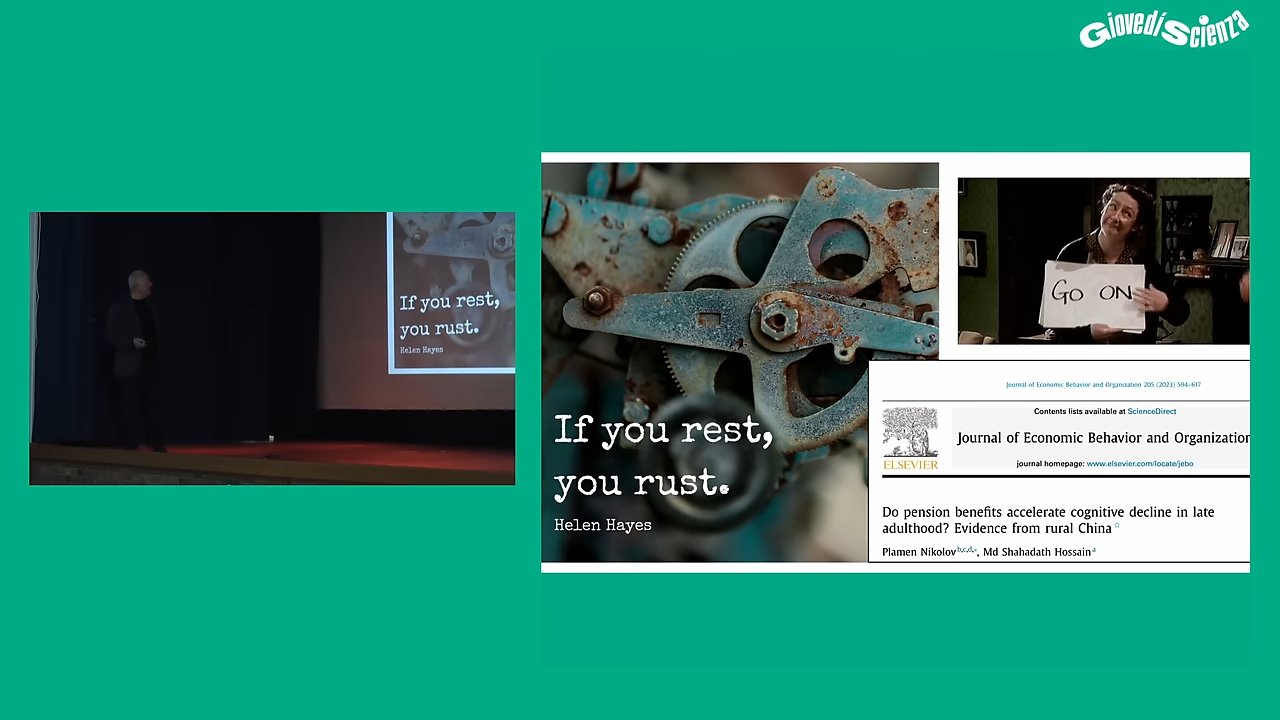 GiovedíScienza
If you rest,
you rust.
Helen Hayes
If you rest,
you rust.
Helen Hayes
GO ON
Journal of Economic Behavior and Organization 205 (2023) 594–617
Contents lists available at ScienceDirect
Journal of Economic Behavior and Organization
journal homepage: www.elsevier.com/locate/jebo
ELSEVIER
Do pension benefits accelerate cognitive decline in late
adulthood? Evidence from rural China☆
Plamen Nikolov b,c,d,*, Md Shahadath Hossain a